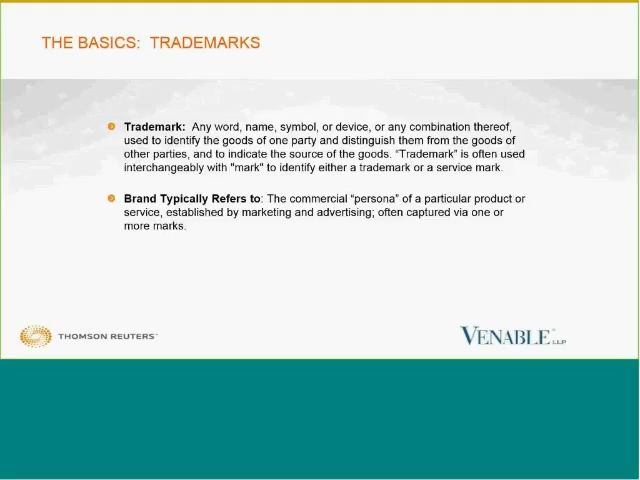 THE BASICS:  TRADEMARKS
Trademark:  Any word, name, symbol, or device, or any combination thereof,
used to identify the goods of one party and distinguish them from the goods of
other parties, and to indicate the source of the goods. “Trademark” is often used
interchangeably with "mark" to identify either a trademark or a service mark.
Brand Typically Refers to: The commercial “persona” of a particular product or
service, established by marketing and advertising; often captured via one or
more marks.
THOMSON REUTERS™
VENABLE™ LLP